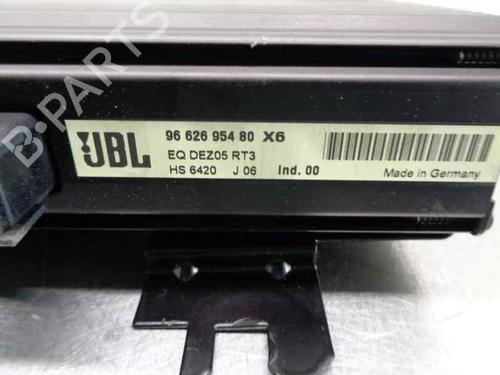 B-PARTS
JBL
96 626 954 80 X6
EQ DEZ05 RT3
HS 6420 J 06 Ind. 00
Made in Germany